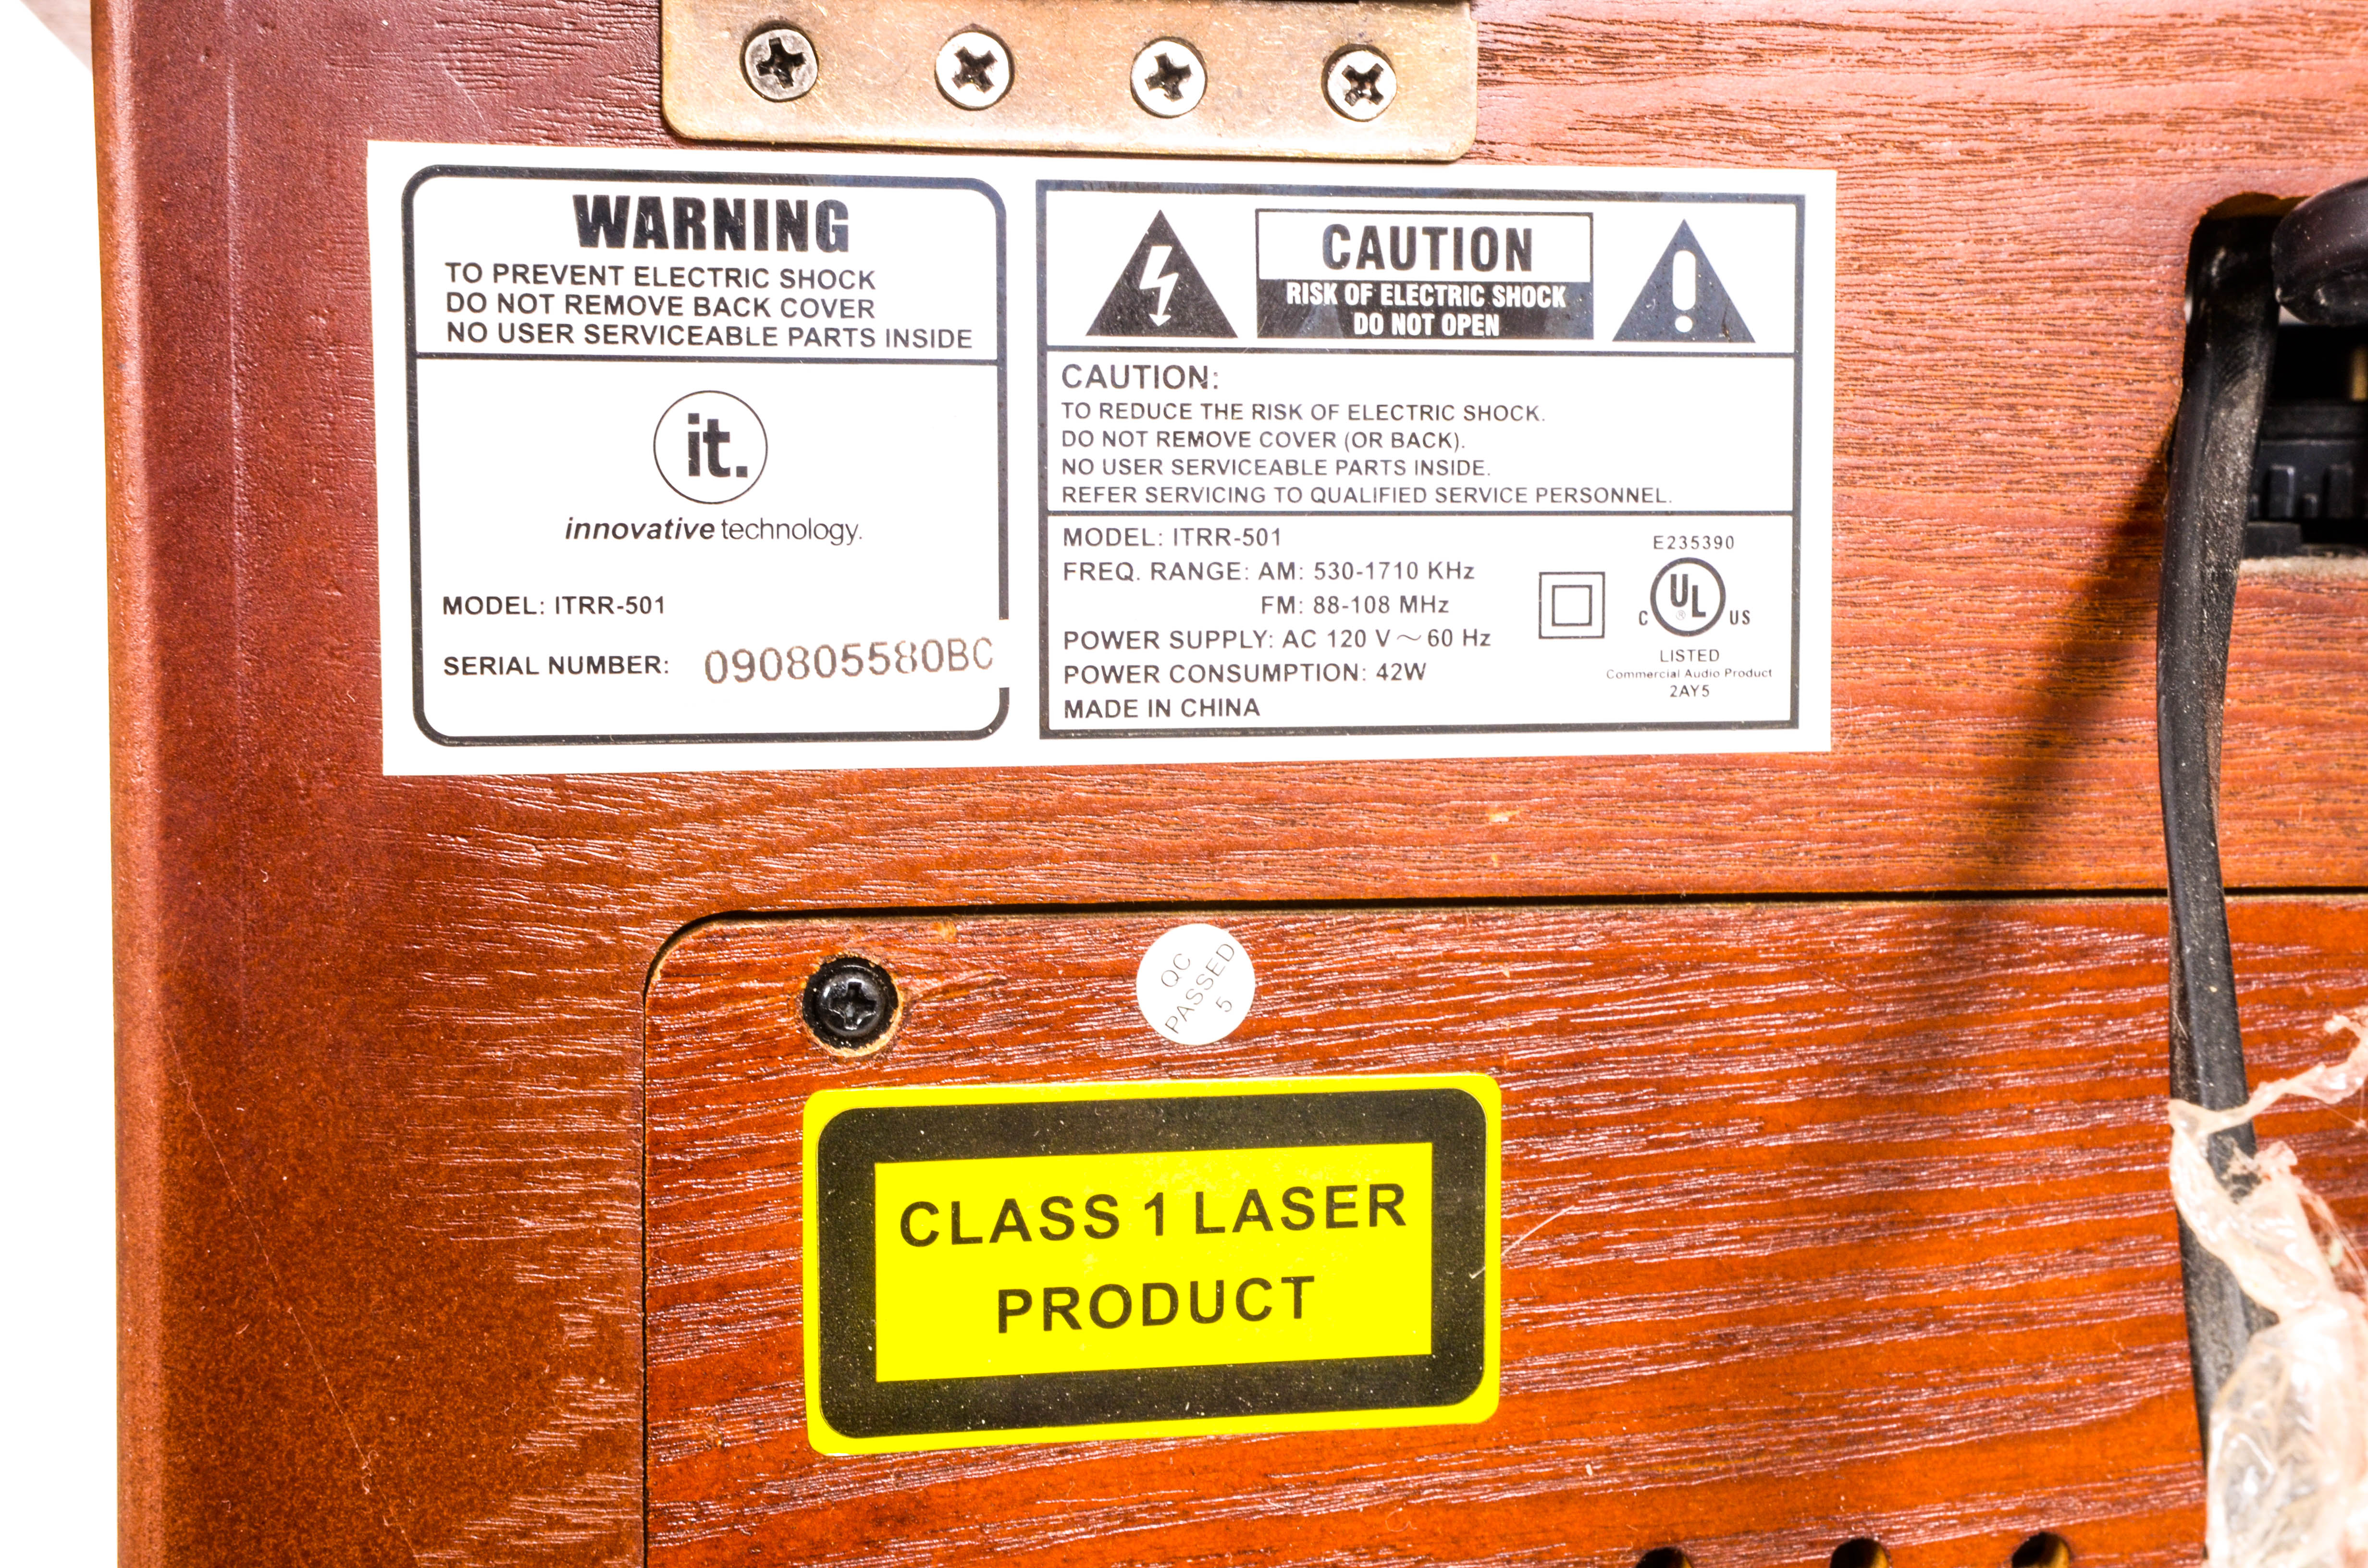 WARNING
TO PREVENT ELECTRIC SHOCK
DO NOT REMOVE BACK COVER
NO USER SERVICEABLE PARTS INSIDE
it.
innovative technology.
MODEL: ITRR-501
SERIAL NUMBER: 090805580BC
CAUTION
RISK OF ELECTRIC SHOCK
DO NOT OPEN
CAUTION:
TO REDUCE THE RISK OF ELECTRIC SHOCK.
DO NOT REMOVE COVER (OR BACK).
NO USER SERVICEABLE PARTS INSIDE.
REFER SERVICING TO QUALIFIED SERVICE PERSONNEL.
MODEL: ITRR-501
FREQ. RANGE: AM: 530-1710 KHz
FM: 88-108 MHz
POWER SUPPLY: AC 120 V ~ 60 Hz
POWER CONSUMPTION: 42W
MADE IN CHINA
E235390
C UL ® US
LISTED
Commercial Audio Product
2AY5
QC
PASSED
5
CLASS 1 LASER
PRODUCT